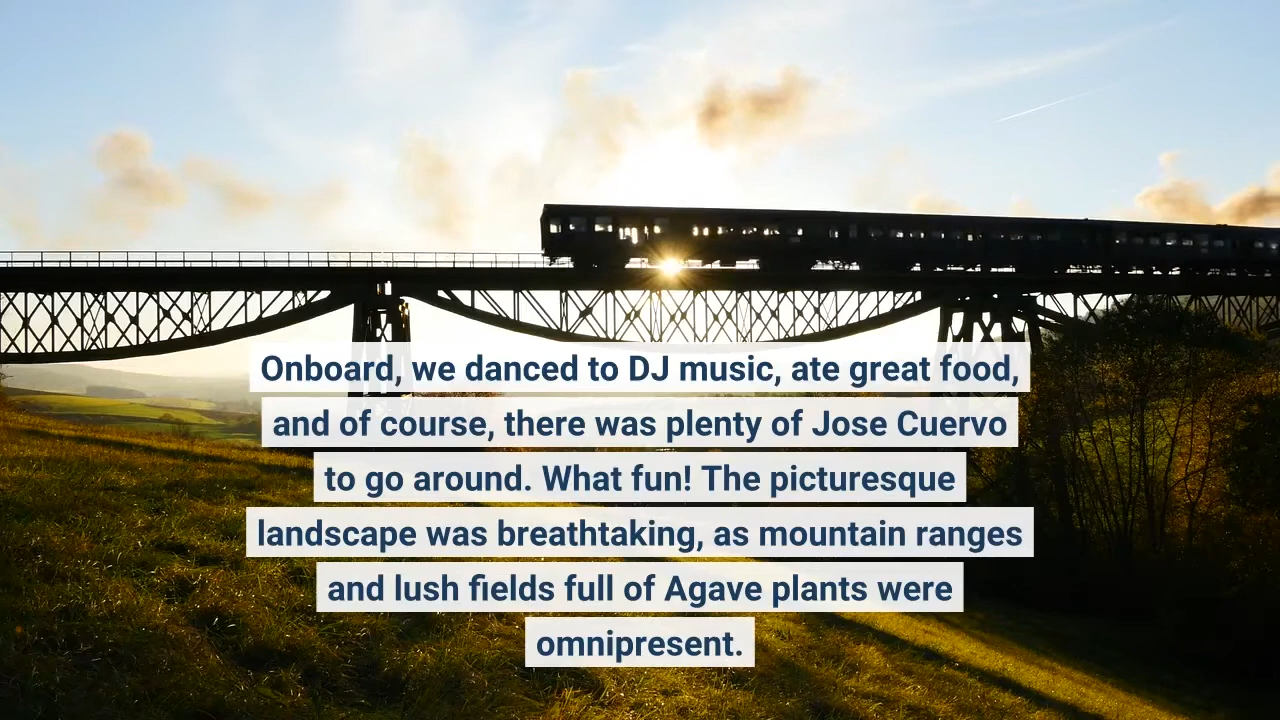 Onboard, we danced to DJ music, ate great food,
and of course, there was plenty of Jose Cuervo
to go around. What fun! The picturesque
landscape was breathtaking, as mountain ranges
and lush fields full of Agave plants were
omnipresent.